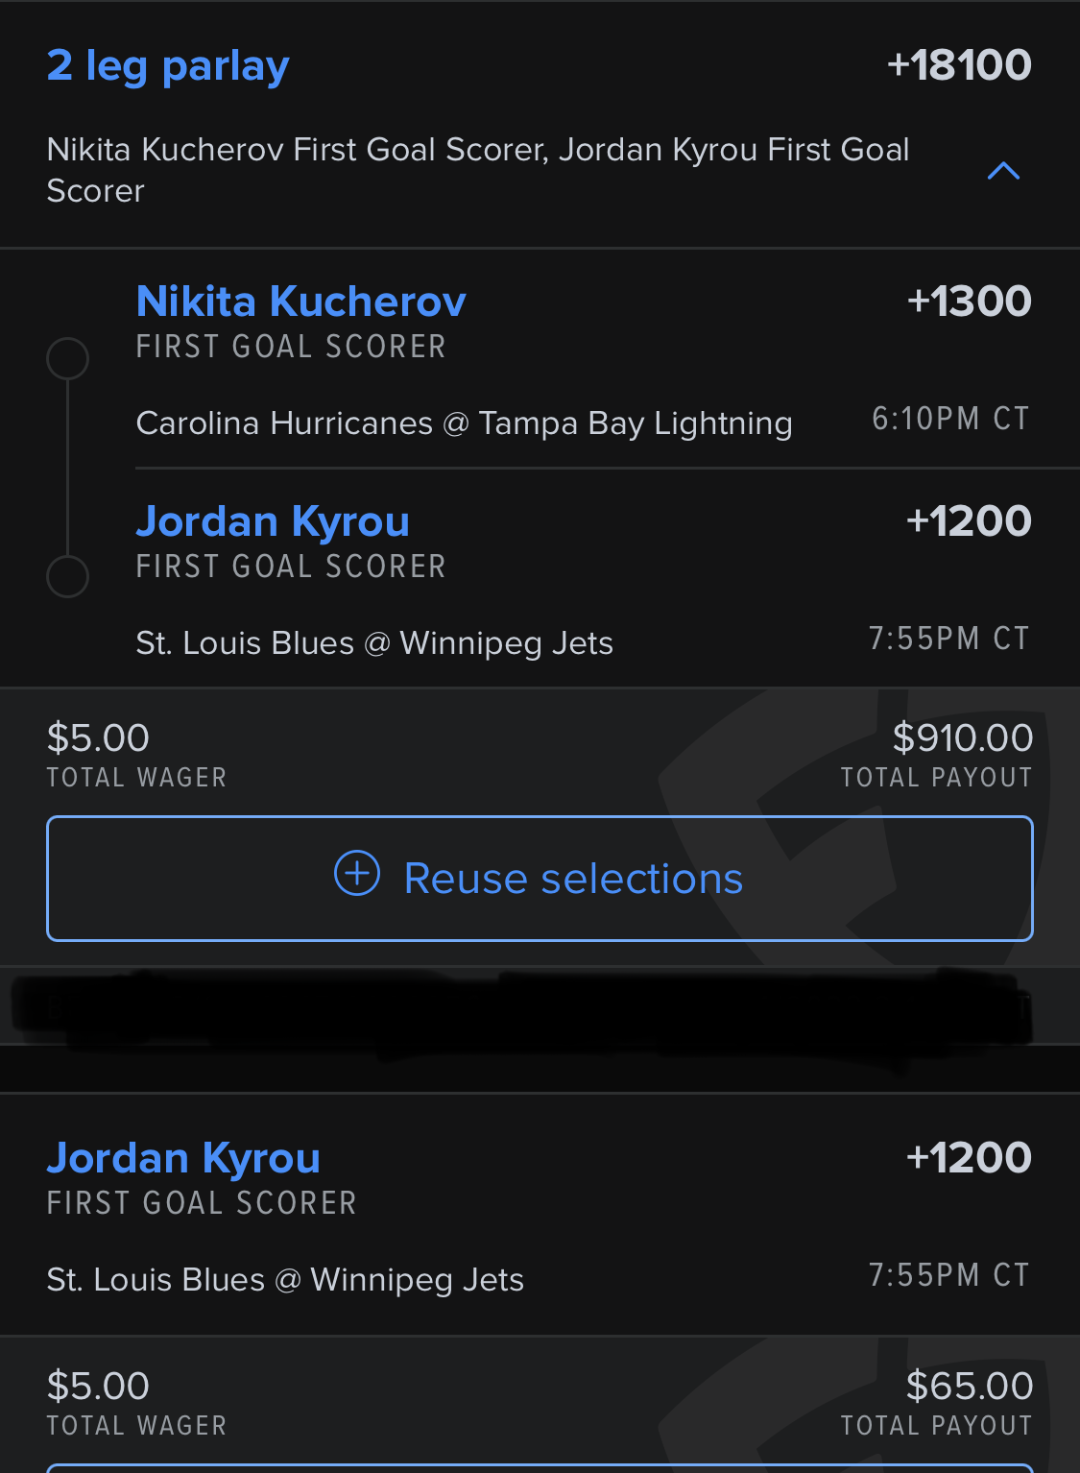 2 leg parlay
+18100
Nikita Kucherov First Goal Scorer, Jordan Kyrou First Goal
Scorer
Nikita Kucherov
+1300
FIRST GOAL SCORER
Carolina Hurricanes @ Tampa Bay Lightning
6:10PM CT
Jordan Kyrou
+1200
FIRST GOAL SCORER
St. Louis Blues @ Winnipeg Jets
7:55PM CT
$5.00
$910.00
TOTAL WAGER
TOTAL PAYOUT
Reuse selections
Jordan Kyrou
+1200
FIRST GOAL SCORER
St. Louis Blues @ Winnipeg Jets
7:55PM CT
$5.00
$65.00
TOTAL WAGER
TOTAL PAYOUT